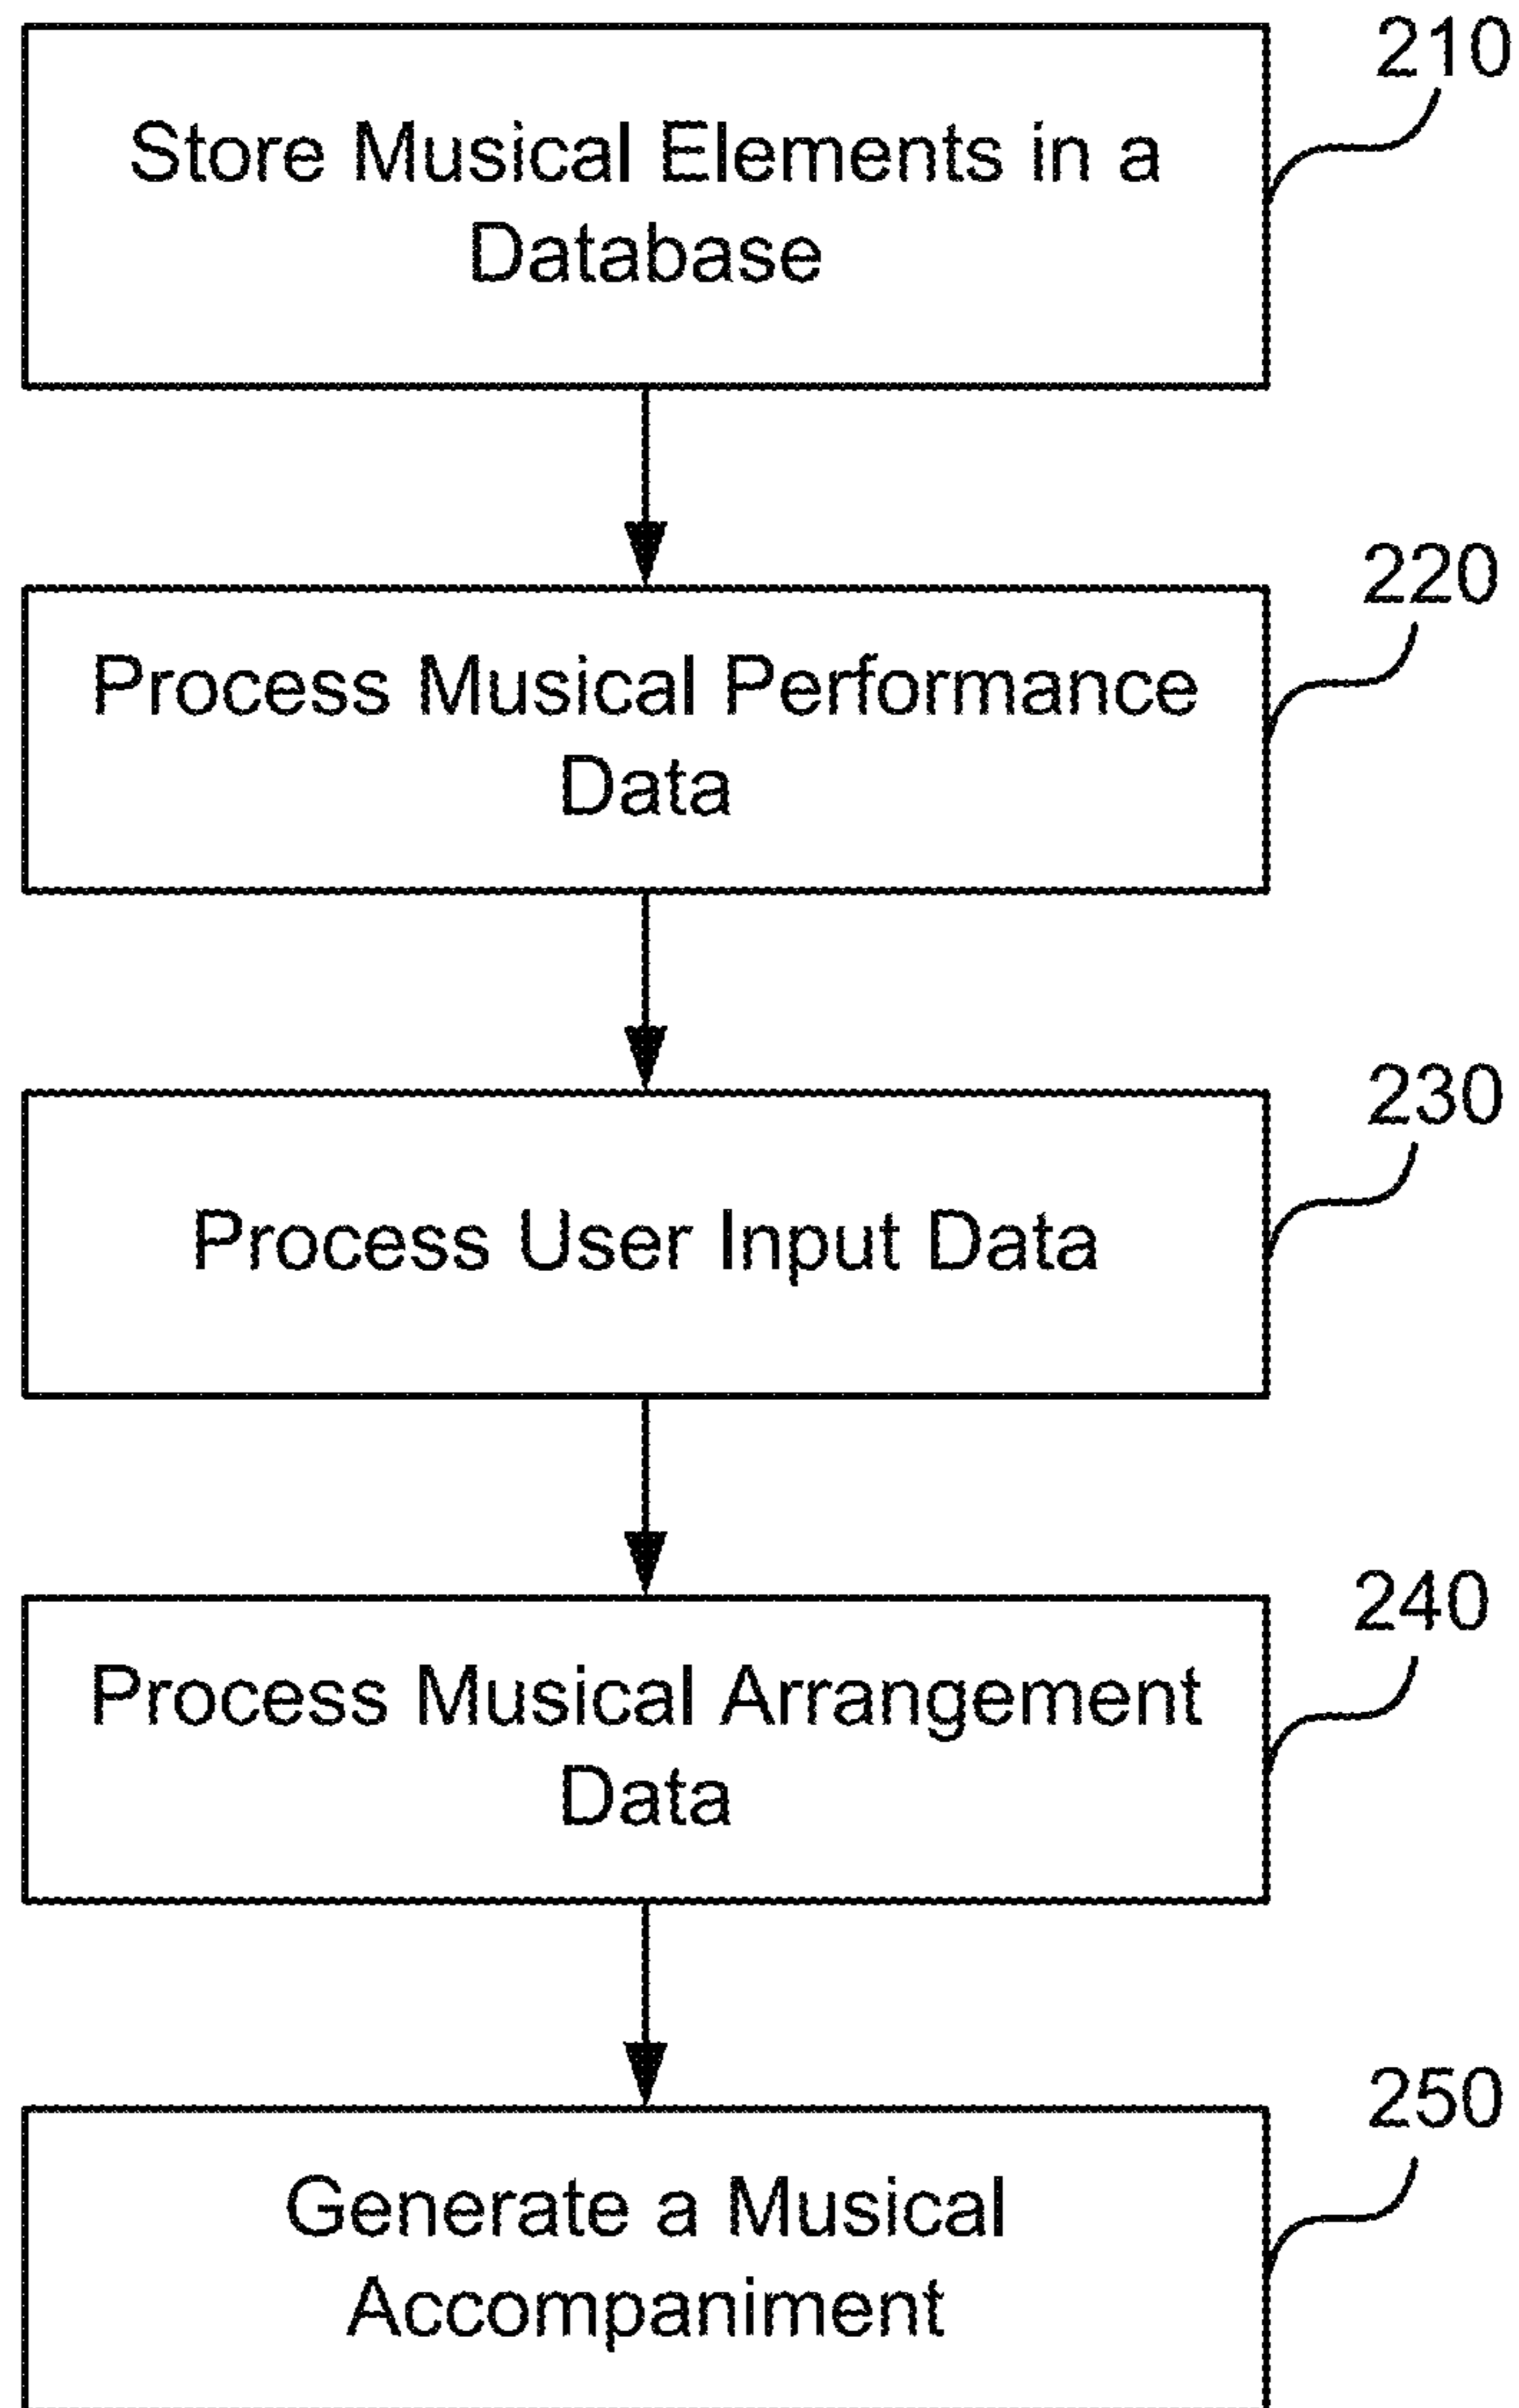 210
Store Musical Elements in a
Database
220
Process Musical Performance
Data
230
Process User Input Data
240
Process Musical Arrangement
Data
250
Generate a Musical
Accompaniment